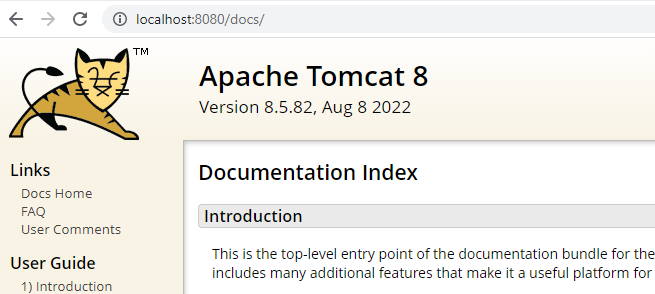 localhost:8080/docs/
TM
Apache Tomcat 8
Version 8.5.82, Aug 8 2022
Links
Docs Home
FAQ
User Comments
User Guide
1) Introduction
Documentation Index
Introduction
This is the top-level entry point of the documentation bundle for the
includes many additional features that make it a useful platform for